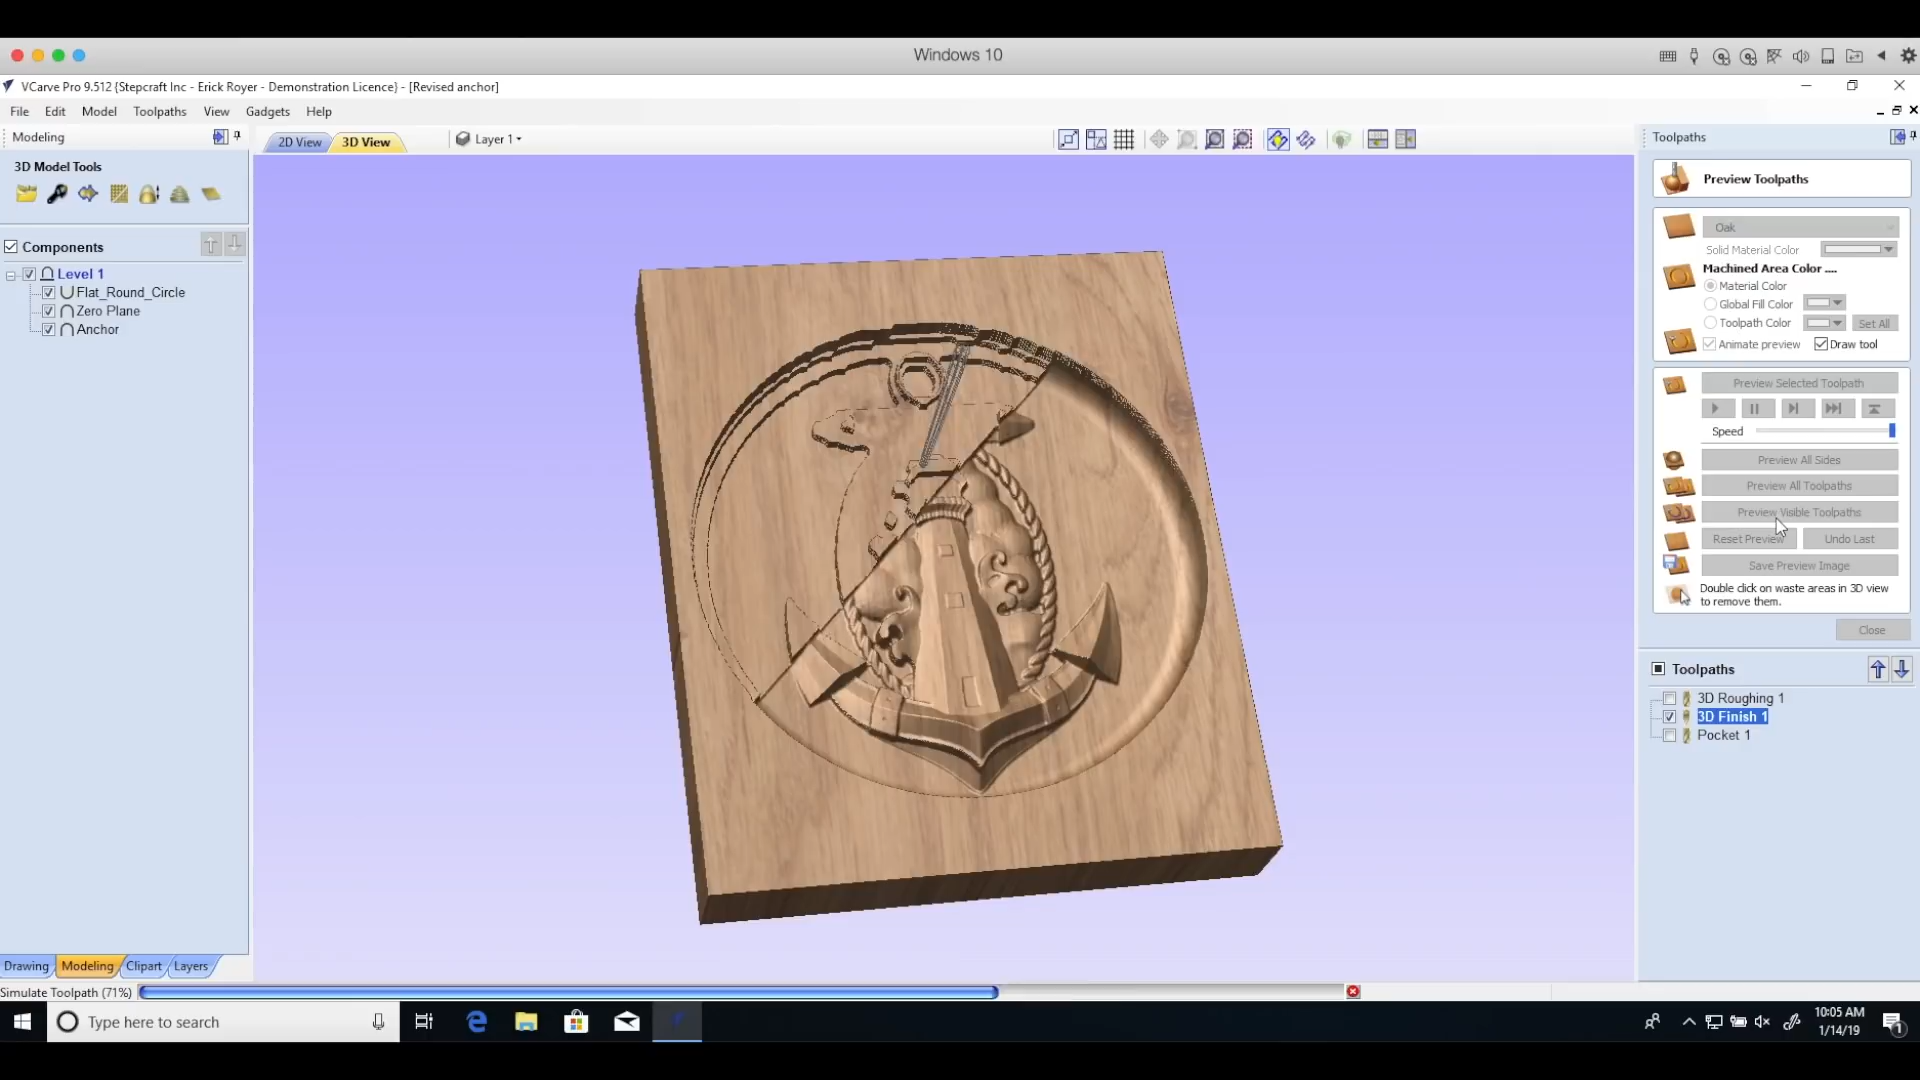 Windows 10
VCarve Pro 9.512 {Stepcraft Inc - Erick Royer - Demonstration Licence} - [Revised anchor]
File Edit Model Toolpaths View Gadgets Help
Modeling
2D View 3D View Layer 1
Toolpaths
3D Model Tools
Preview Toolpaths
Components
Level 1
Flat_Round_Circle
Zero Plane
Anchor
Oak
Solid Material Color
Machined Area Color ....
Material Color
Global Fill Color
Toolpath Color Set All
Animate preview Draw tool
Preview Selected Toolpath
Speed
Preview All Sides
Preview All Toolpaths
Preview Visible Toolpaths
Reset Preview Undo Last
Save Preview Image
Double click on waste areas in 3D view
to remove them.
Close
Toolpaths
3D Roughing 1
3D Finish 1
Pocket 1
Drawing Modeling Clipart Layers
Simulate Toolpath (71%)
Type here to search
10:05 AM
1/14/19
1